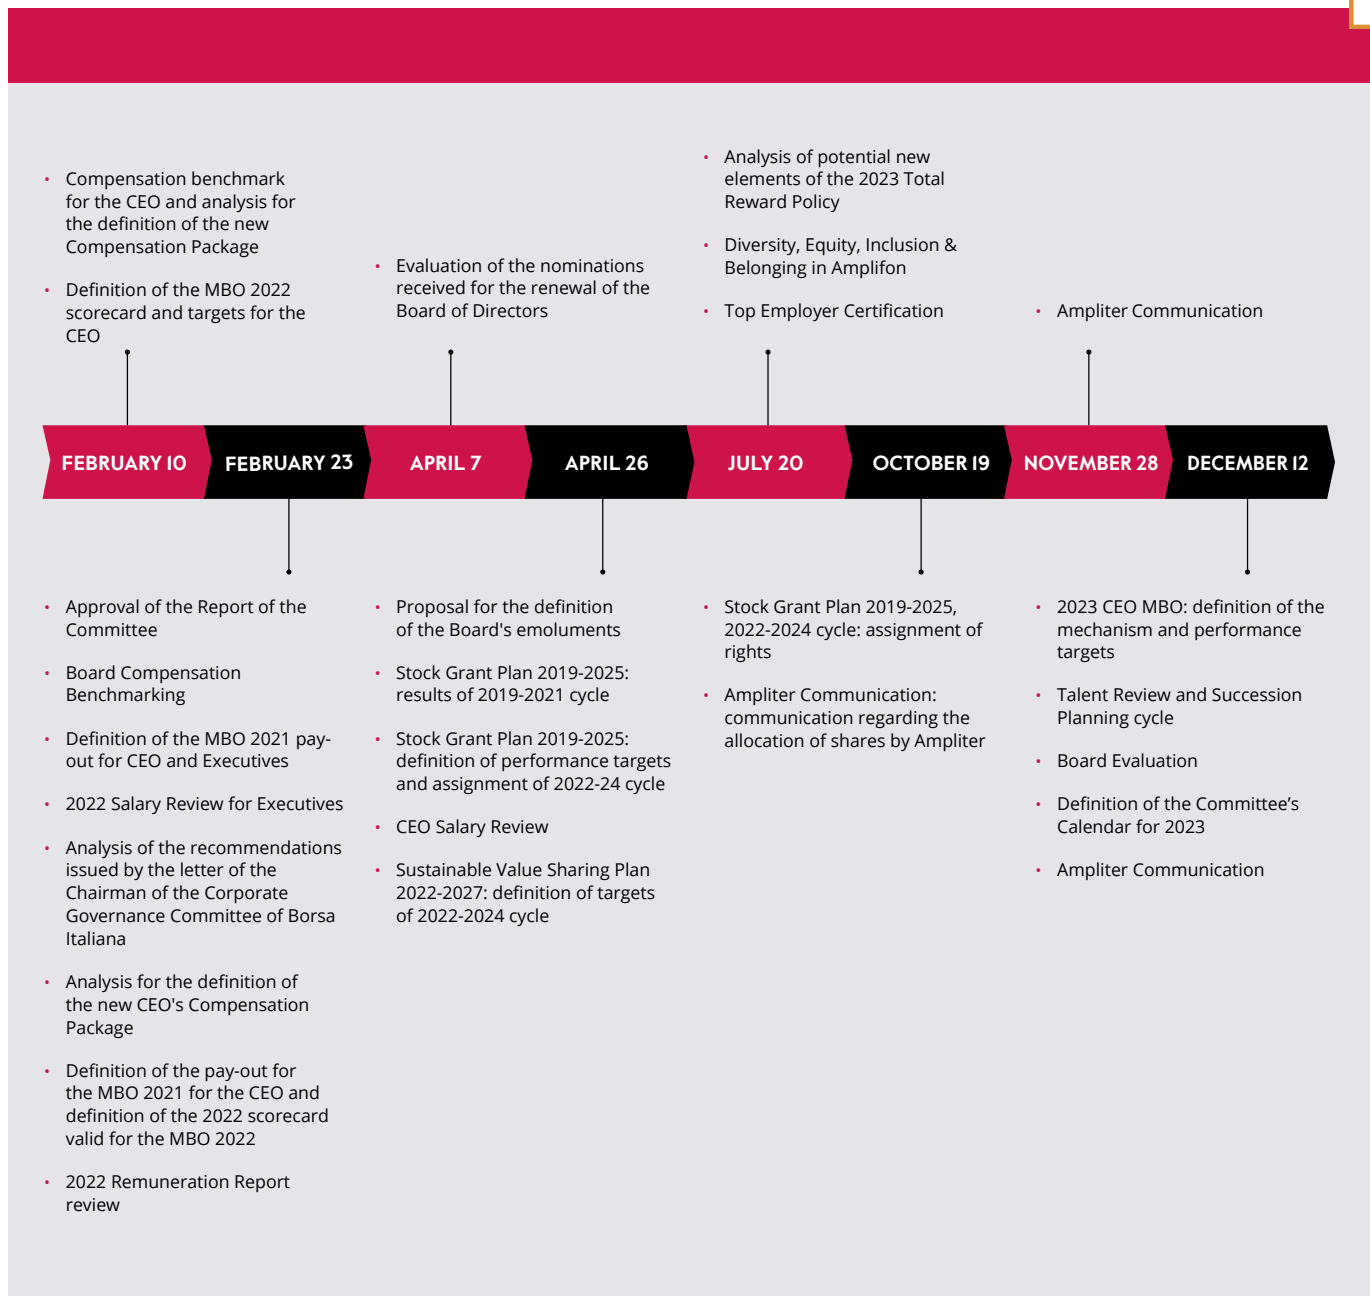 • Compensation benchmark
for the CEO and analysis for
the definition of the new
Compensation Package
• Definition of the MBO 2022
scorecard and targets for the
CEO
• Evaluation of the nominations
received for the renewal of the
Board of Directors
• Analysis of potential new
elements of the 2023 Total
Reward Policy
• Diversity, Equity, Inclusion &
Belonging in Amplifon
• Top Employer Certification
• Ampliter Communication
FEBRUARY 10
FEBRUARY 23
APRIL 7
APRIL 26
JULY 20
OCTOBER 19
NOVEMBER 28
DECEMBER 12
• Approval of the Report of the
Committee
• Board Compensation
Benchmarking
• Definition of the MBO 2021 pay-
out for CEO and Executives
• 2022 Salary Review for Executives
• Analysis of the recommendations
issued by the letter of the
Chairman of the Corporate
Governance Committee of Borsa
Italiana
• Analysis for the definition of
the new CEO's Compensation
Package
• Definition of the pay-out for
the MBO 2021 for the CEO and
definition of the 2022 scorecard
valid for the MBO 2022
• 2022 Remuneration Report
review
• Proposal for the definition
of the Board's emoluments
• Stock Grant Plan 2019-2025:
results of 2019-2021 cycle
• Stock Grant Plan 2019-2025:
definition of performance targets
and assignment of 2022-24 cycle
• CEO Salary Review
• Sustainable Value Sharing Plan
2022-2027: definition of targets
of 2022-2024 cycle
• Stock Grant Plan 2019-2025,
2022-2024 cycle: assignment of
rights
• Ampliter Communication:
communication regarding the
allocation of shares by Ampliter
• 2023 CEO MBO: definition of the
mechanism and performance
targets
• Talent Review and Succession
Planning cycle
• Board Evaluation
• Definition of the Committee’s
Calendar for 2023
• Ampliter Communication